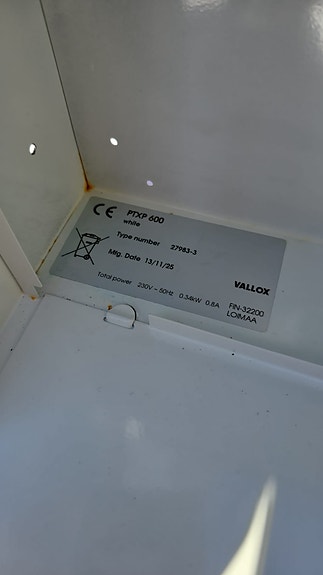 CE PTXP 600
white
Type number 27983-3
Mfg. Date 13/11/25
VALLOX
Total power 230V ~ 50Hz 0.34kW 0.8A FIN-32200
LOIMAA